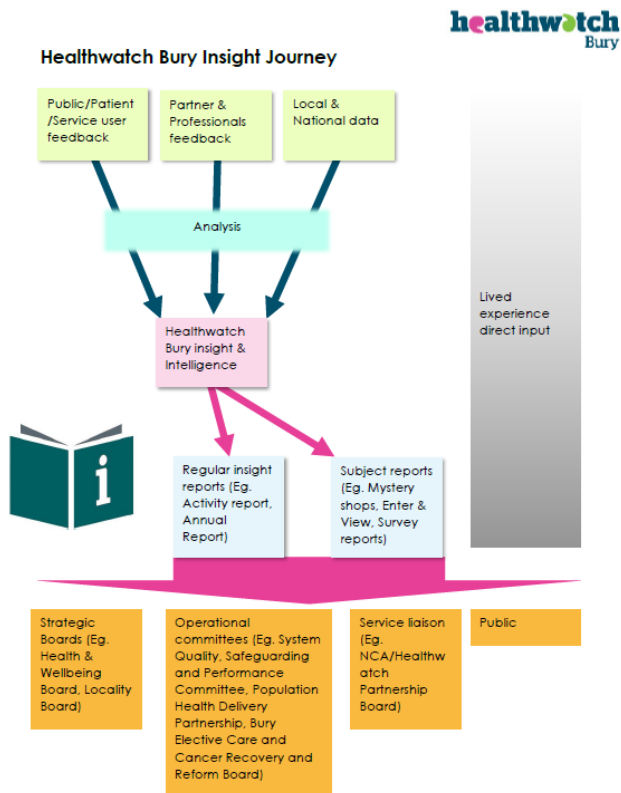 healthwatch
Bury
Healthwatch Bury Insight Journey
Public/Patient
/Service user
feedback
Partner &
Professionals
feedback
Local &
National data
Analysis
Lived
experience
direct input
Healthwatch
Bury insight &
Intelligence
i
Regular insight
reports (Eg.
Activity report,
Annual
Report)
Subject reports
(Eg. Mystery
shops, Enter &
View, Survey
reports)
Strategic
Boards (Eg.
Health &
Wellbeing
Board, Locality
Board)
Operational
committees (Eg. System
Quality, Safeguarding
and Performance
Committee, Population
Health Delivery
Partnership, Bury
Elective Care and
Cancer Recovery and
Reform Board)
Service liaison
(Eg.
NCA/Healthw
atch
Partnership
Board)
Public